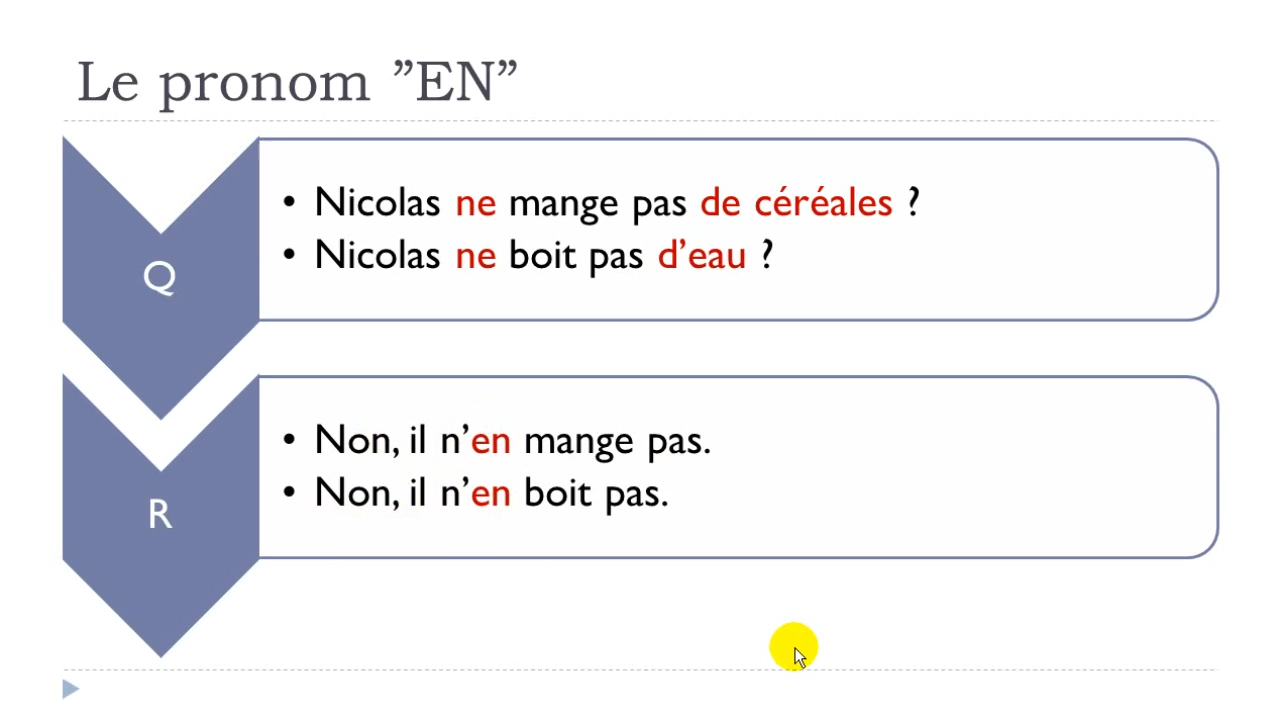 Le pronom ”EN”
Q
• Nicolas ne mange pas de céréales ?
• Nicolas ne boit pas d’eau ?
R
• Non, il n’en mange pas.
• Non, il n’en boit pas.